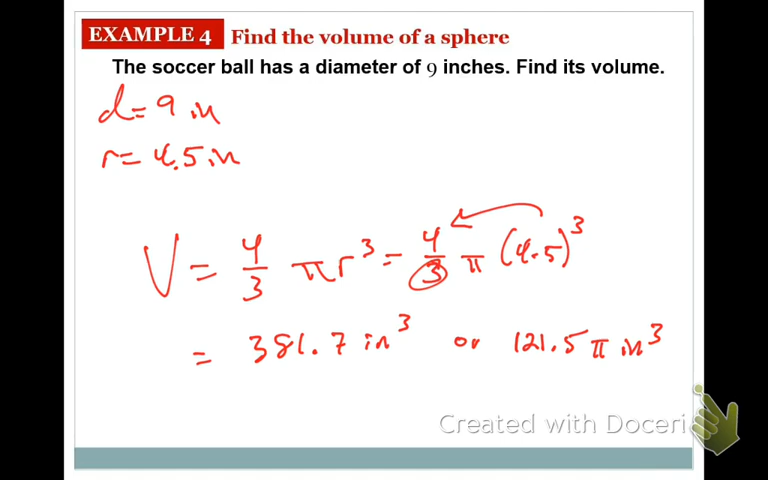 EXAMPLE 4 Find the volume of a sphere
The soccer ball has a diameter of 9 inches. Find its volume.
d = 9 in
r = 4.5 in
V = 4/3 πr³ = 4/3 π (4.5)³
= 381.7 in³ or 121.5 π in³
Created with Doceri